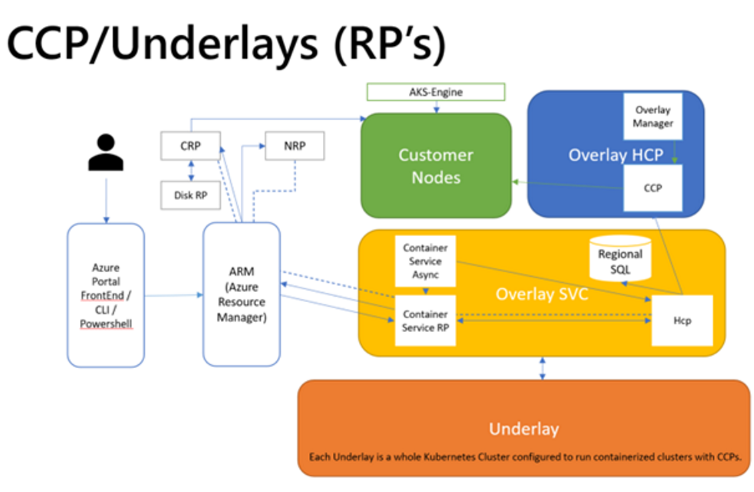 CCP/Underlays (RP's)
AKS-Engine
Overlay
Manager
CRP
NRP
Customer
Nodes
Overlay HCP
CCP
Disk RP
Azure
Portal
FrontEnd /
CLI /
Powershell
ARM
(Azure
Resource
Manager)
Container
Service
Async
Regional
SQL
Overlay SVC
Container
Service RP
Hcp
Underlay
Each Underlay is a whole Kubernetes Cluster configured to run containerized clusters with CCPs.